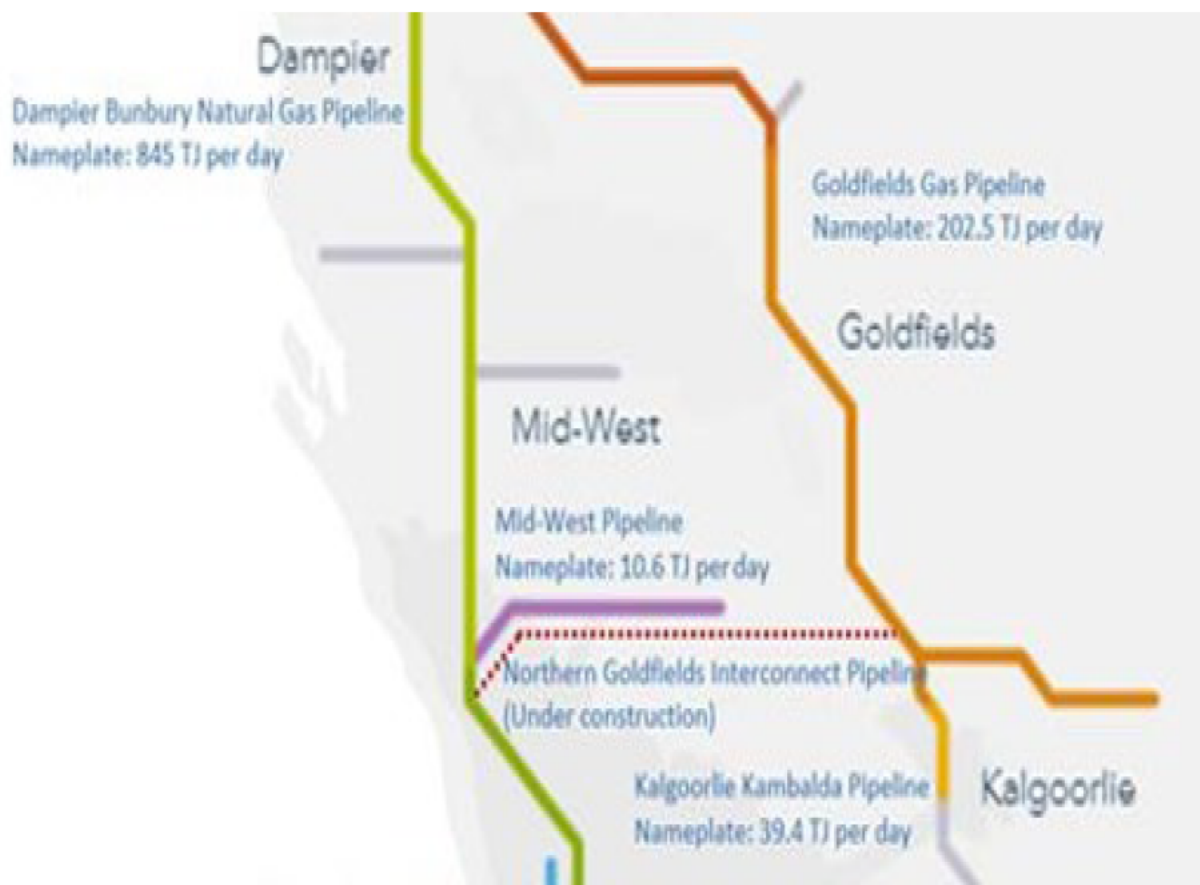 Dampier
Dampier Bunbury Natural Gas Pipeline
Nameplate: 845 TJ per day
Goldfields Gas Pipeline
Nameplate: 202.5 TJ per day
Goldfields
Mid-West
Mid-West Pipeline
Nameplate: 10.6 TJ per day
Northern Goldfields Interconnect Pipeline
(Under construction)
Kalgoorlie Kambalda Pipeline
Nameplate: 39.4 TJ per day
Kalgoorlie